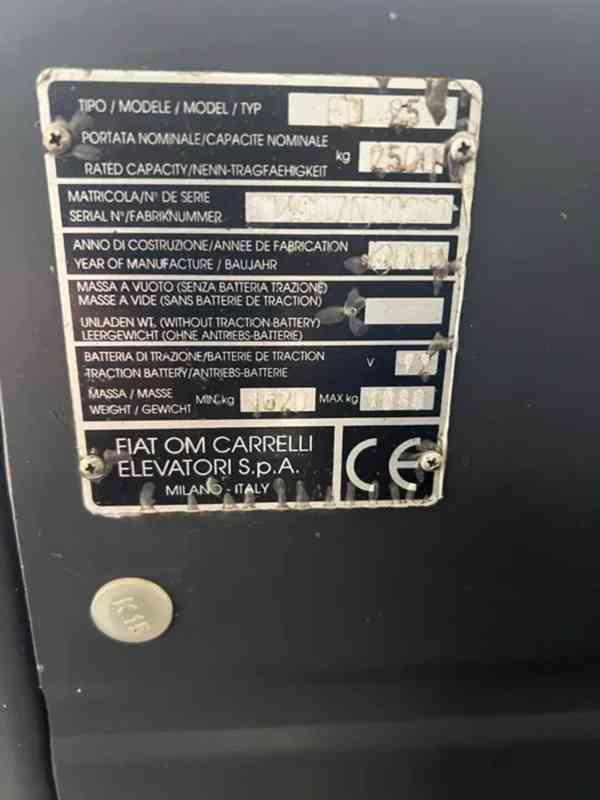 TIPO / MODELE / MODEL / TYP
PORTATA NOMINALE/CAPACITE NOMINALE
RATED CAPACITY/NENN-TRAGFAEHIGKEIT kg
MATRICOLA/N° DE SERIE
SERIAL N°/FABRIKNUMMER
ANNO DI COSTRUZIONE/ANNEE DE FABRICATION
YEAR OF MANUFACTURE / BAUJAHR
MASSA A VUOTO (SENZA BATTERIA TRAZIONE)
MASSE A VIDE (SANS BATTERIE DE TRACTION)
UNLADEN WT. (WITHOUT TRACTION-BATTERY)
LEERGEWICHT (OHNE ANTRIEBS-BATTERIE)
BATTERIA DI TRAZIONE/BATTERIE DE TRACTION V
TRACTION BATTERY/ANTRIEBS-BATTERIE
MASSA / MASSE
WEIGHT / GEWICHT MIN kg MAX kg
FIAT OM CARRELLI
ELEVATORI S.p.A.
MILANO - ITALY
CE
K15